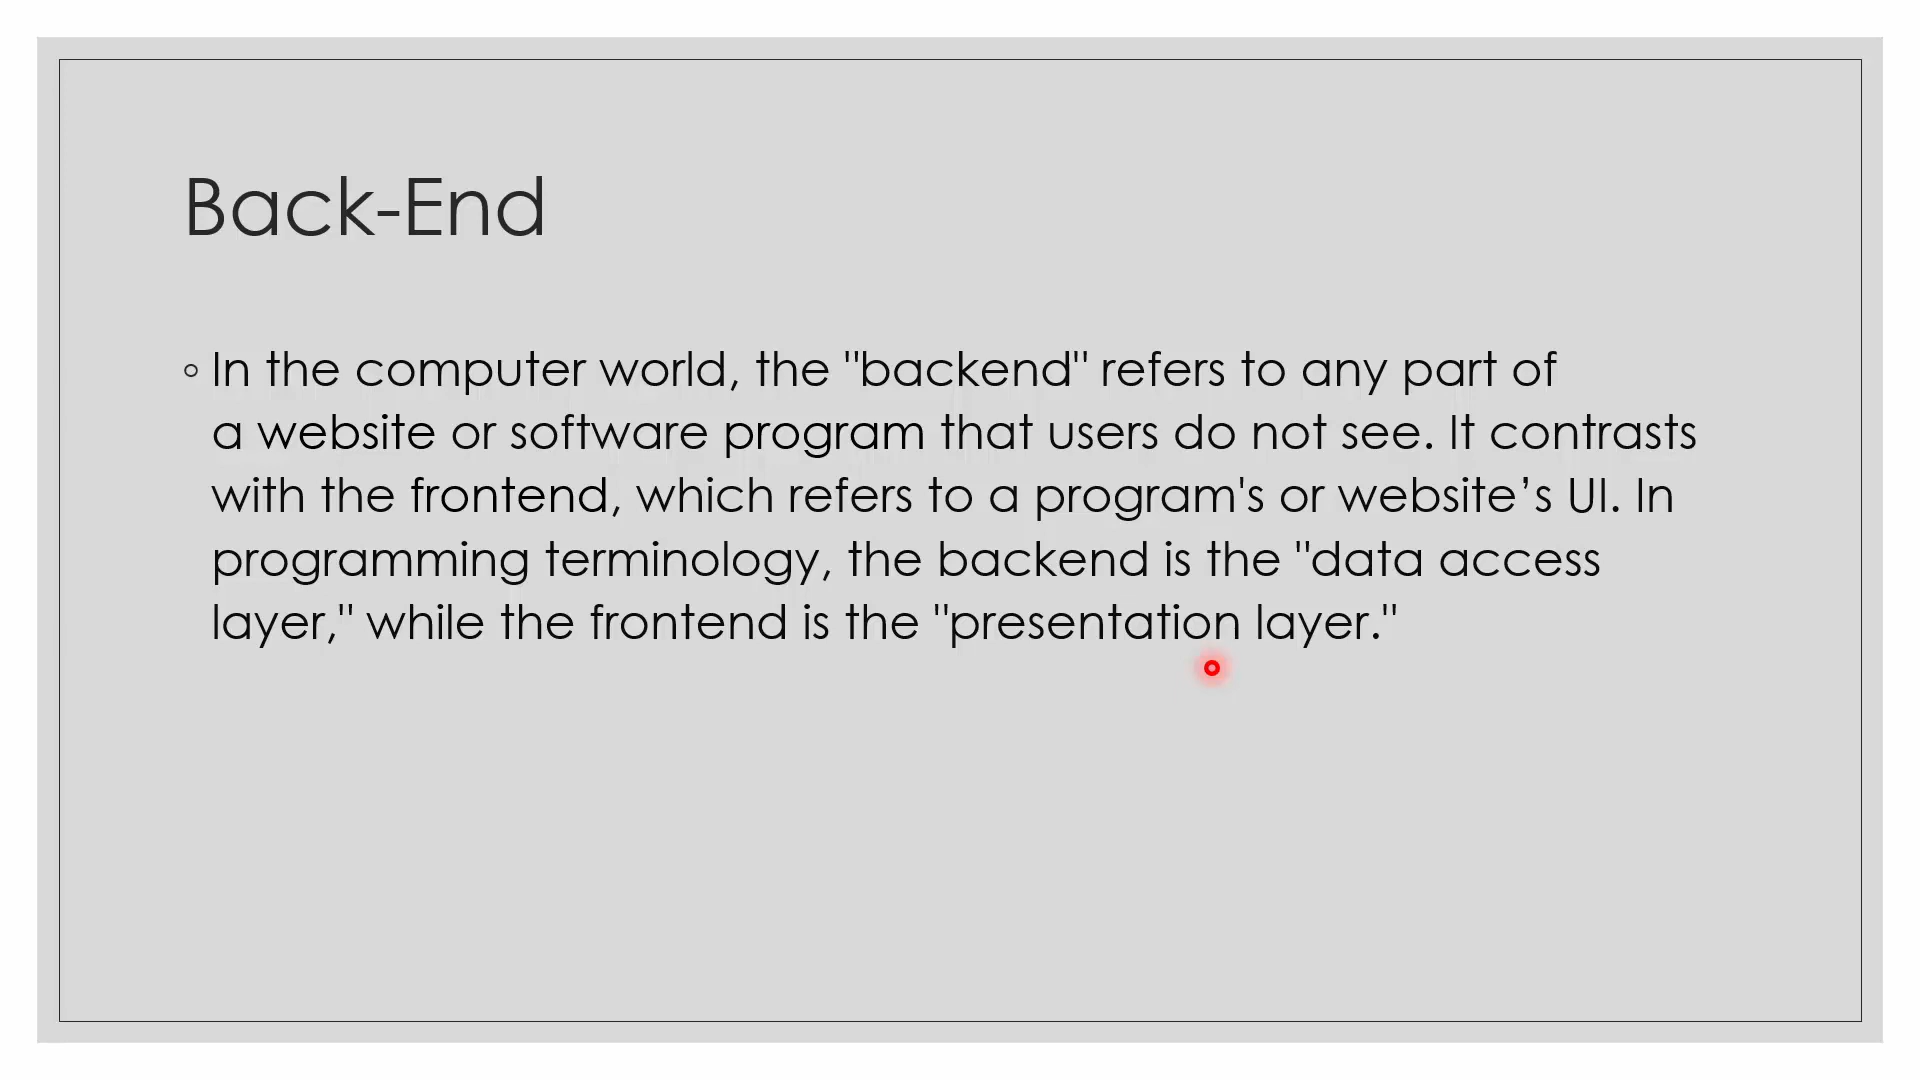 Back-End
◦ In the computer world, the "backend" refers to any part of
a website or software program that users do not see. It contrasts
with the frontend, which refers to a program's or website’s UI. In
programming terminology, the backend is the "data access
layer," while the frontend is the "presentation layer."